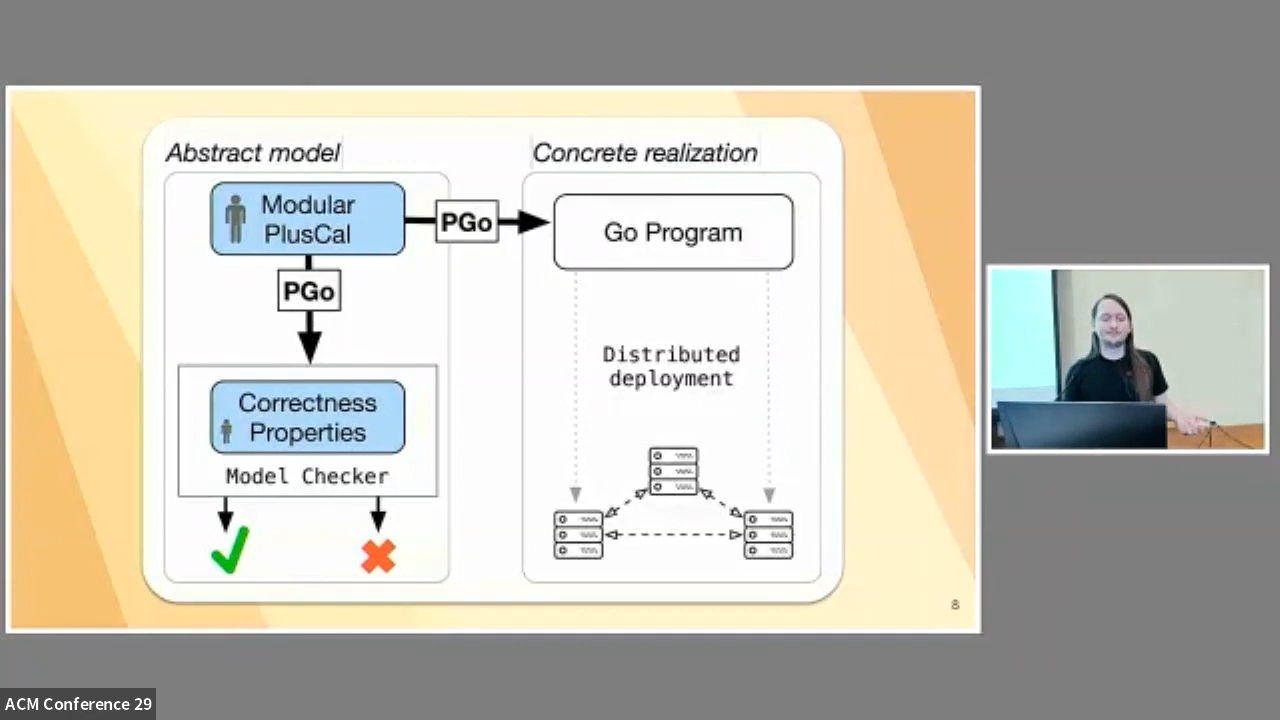 Abstract model
Modular
PlusCal
PGo
PGo
Correctness
Properties
Model Checker
Concrete realization
Go Program
Distributed
deployment
8
ACM Conference 29